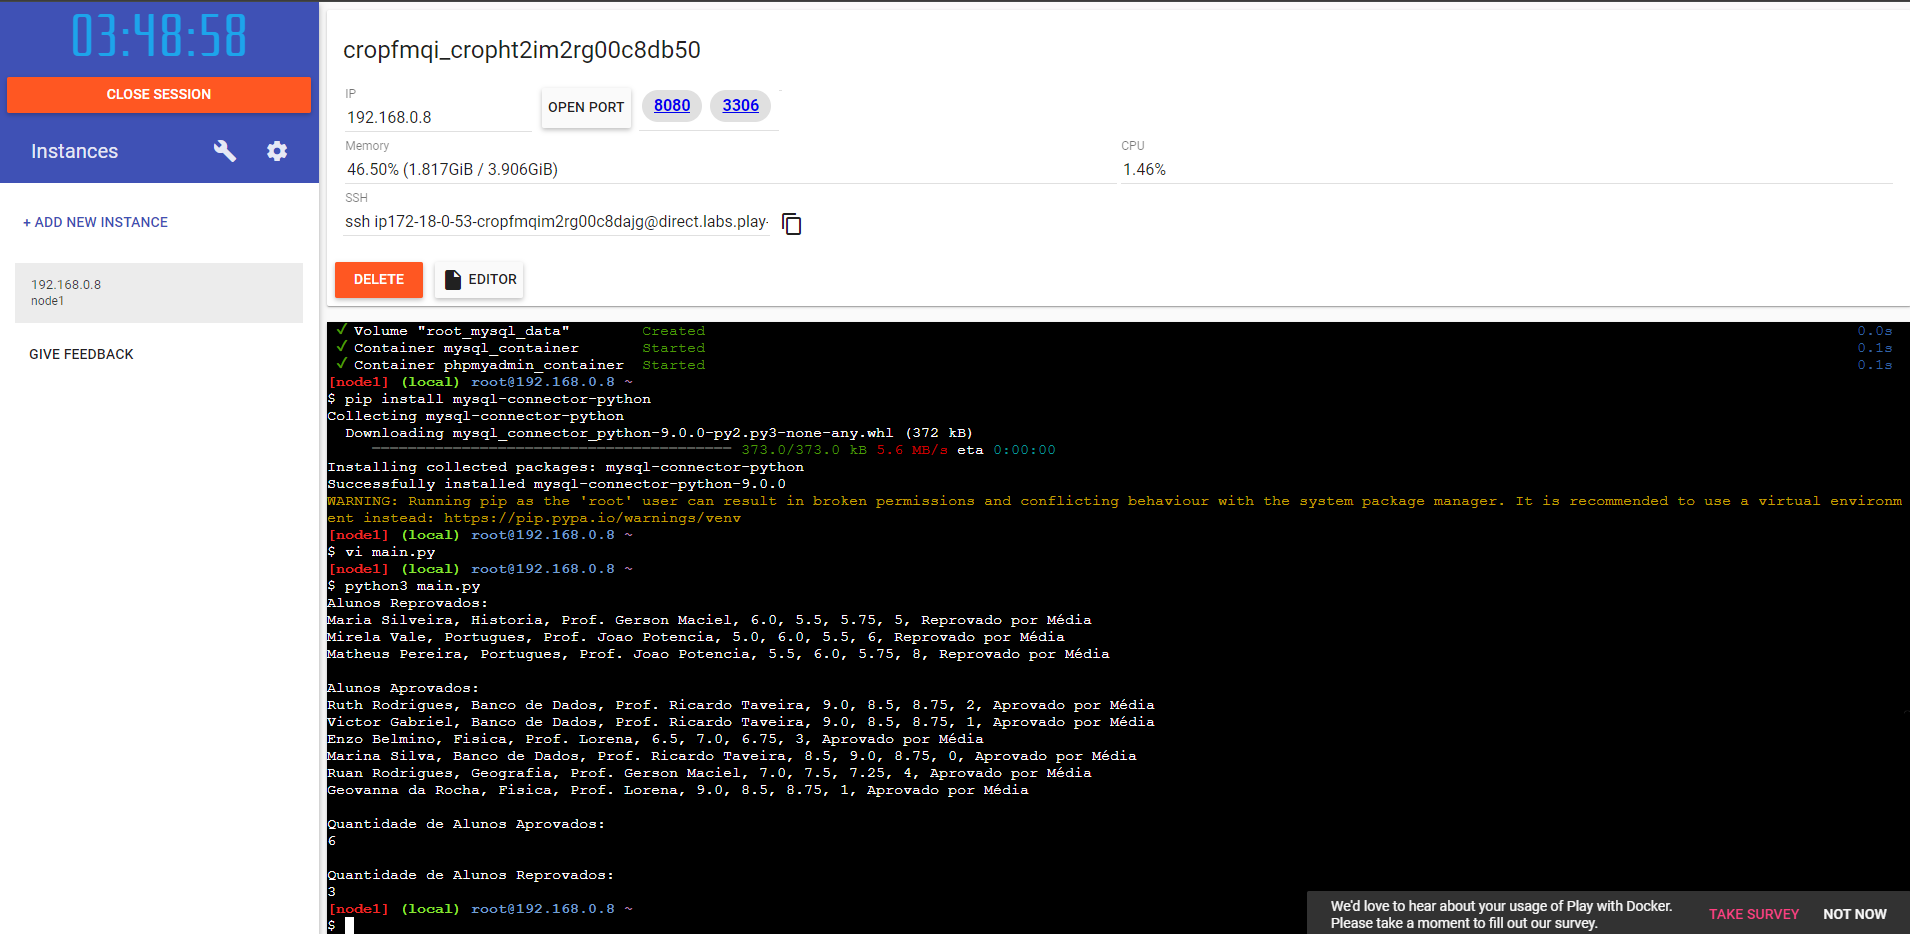 03:48:58
CLOSE SESSION
Instances
+ ADD NEW INSTANCE
192.168.0.8
node1
GIVE FEEDBACK
cropfmqi_cropht2im2rg00c8db50
IP
192.168.0.8
OPEN PORT
8080
3306
Memory
46.50% (1.817GiB / 3.906GiB)
CPU
1.46%
SSH
ssh ip172-18-0-53-cropfmqim2rg00c8dajg@direct.labs.play-
DELETE
EDITOR
✓ Volume "root_mysql_data" Created 0.0s
✓ Container mysql_container Started 0.1s
✓ Container phpmyadmin_container Started 0.1s
[node1] (local) root@192.168.0.8 ~
$ pip install mysql-connector-python
Collecting mysql-connector-python
Downloading mysql_connector_python-9.0.0-py2.py3-none-any.whl (372 kB)
373.0/373.0 kB 5.6 MB/s eta 0:00:00
Installing collected packages: mysql-connector-python
Successfully installed mysql-connector-python-9.0.0
WARNING: Running pip as the 'root' user can result in broken permissions and conflicting behaviour with the system package manager. It is recommended to use a virtual environm
ent instead: https://pip.pypa.io/warnings/venv
[node1] (local) root@192.168.0.8 ~
$ vi main.py
[node1] (local) root@192.168.0.8 ~
$ python3 main.py
Alunos Reprovados:
Maria Silveira, Historia, Prof. Gerson Maciel, 6.0, 5.5, 5.75, 5, Reprovado por Média
Mirela Vale, Portugues, Prof. Joao Potencia, 5.0, 6.0, 5.5, 6, Reprovado por Média
Matheus Pereira, Portugues, Prof. Joao Potencia, 5.5, 6.0, 5.75, 8, Reprovado por Média
Alunos Aprovados:
Ruth Rodrigues, Banco de Dados, Prof. Ricardo Taveira, 9.0, 8.5, 8.75, 2, Aprovado por Média
Victor Gabriel, Banco de Dados, Prof. Ricardo Taveira, 9.0, 8.5, 8.75, 1, Aprovado por Média
Enzo Belmino, Fisica, Prof. Lorena, 6.5, 7.0, 6.75, 3, Aprovado por Média
Marina Silva, Banco de Dados, Prof. Ricardo Taveira, 8.5, 9.0, 8.75, 0, Aprovado por Média
Ruan Rodrigues, Geografia, Prof. Gerson Maciel, 7.0, 7.5, 7.25, 4, Aprovado por Média
Geovanna da Rocha, Fisica, Prof. Lorena, 9.0, 8.5, 8.75, 1, Aprovado por Média
Quantidade de Alunos Aprovados:
6
Quantidade de Alunos Reprovados:
3
[node1] (local) root@192.168.0.8 ~
$
We'd love to hear about your usage of Play with Docker.
Please take a moment to fill out our survey.
TAKE SURVEY
NOT NOW